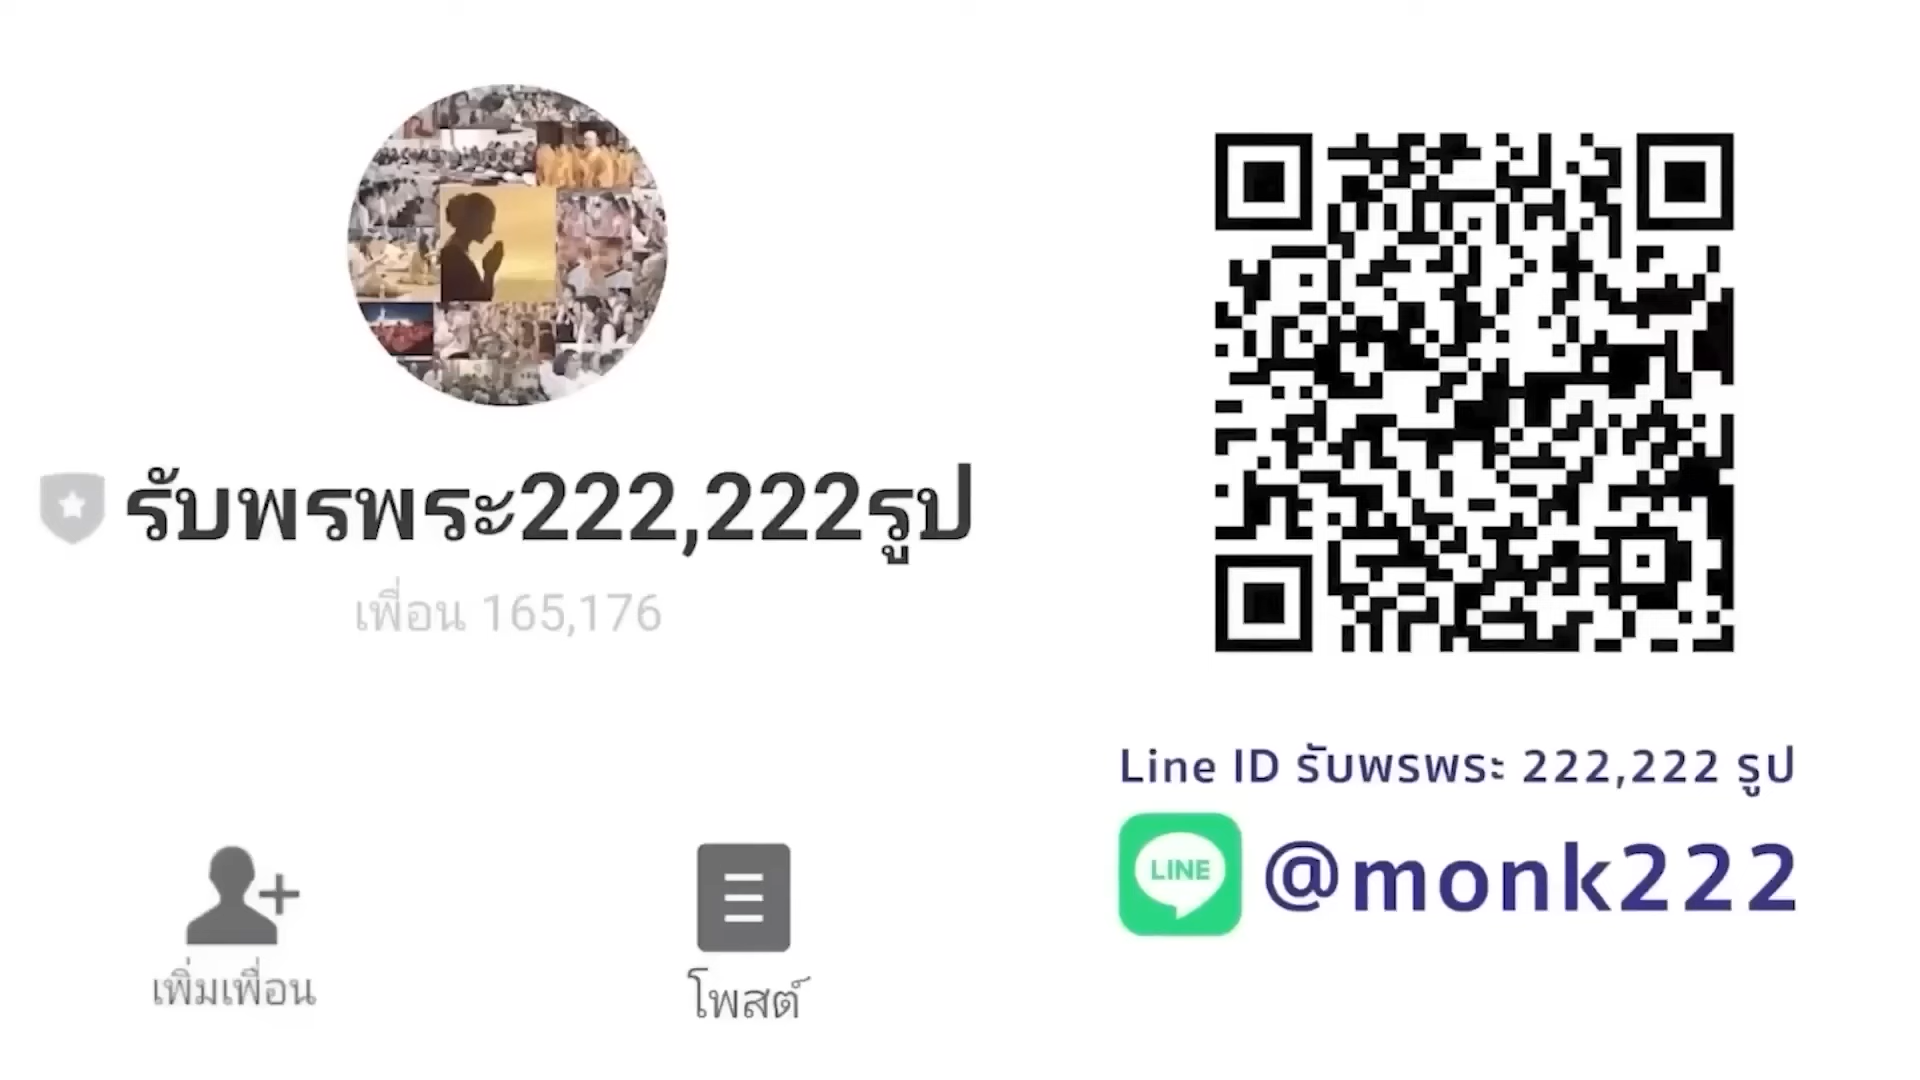 รับพรพระ222,222รูป
เพื่อน 165,176
เพิ่มเพื่อน
โพสต์
Line ID รับพรพระ 222,222 รูป
LINE
@monk222